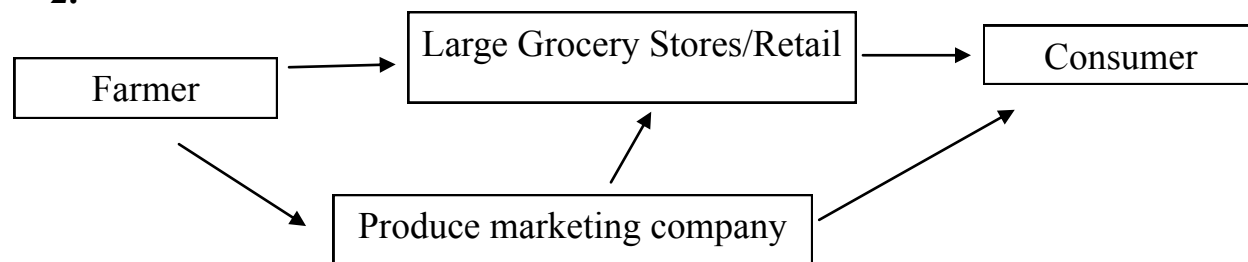 2.
Large Grocery Stores/Retail
Farmer
Consumer
Produce marketing company